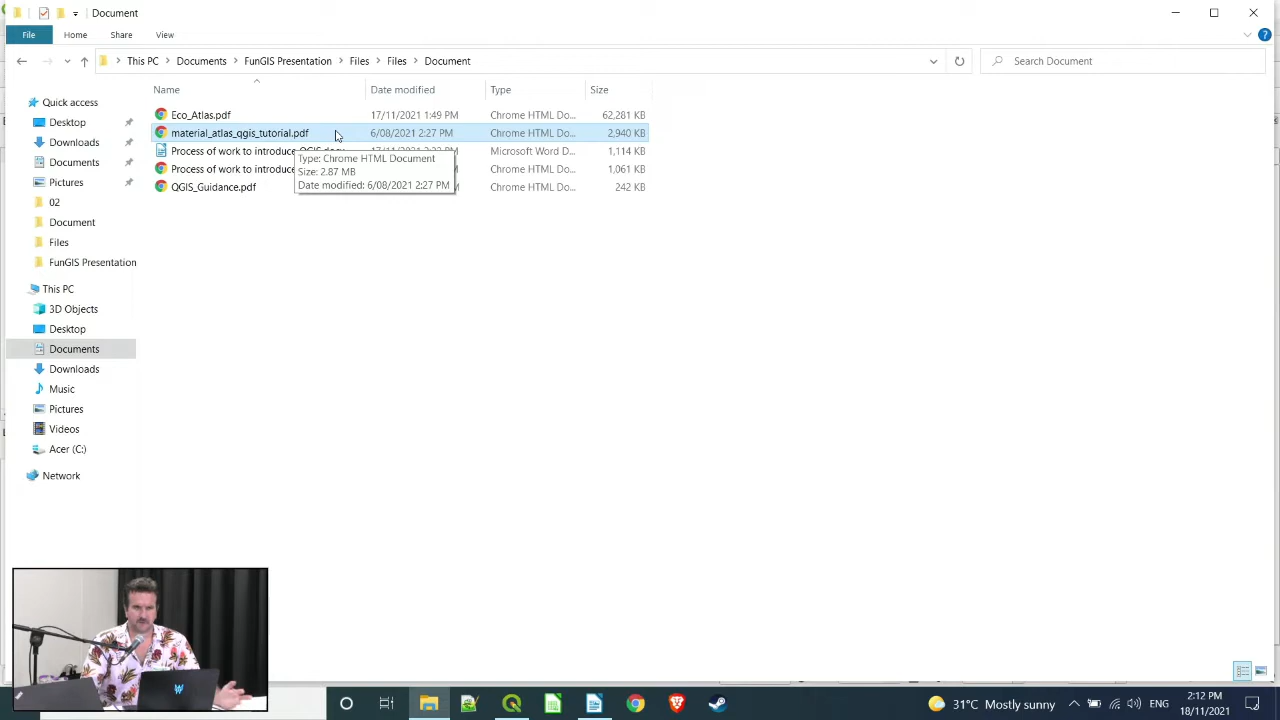 Document
File Home Share View
This PC Documents FunGIS Presentation Files Files Document
Search Document
Name Date modified Type Size
Quick access
Desktop
Downloads
Documents
Pictures
02
Document
Files
FunGIS Presentation
This PC
3D Objects
Desktop
Documents
Downloads
Music
Pictures
Videos
Acer (C:)
Network
Eco_Atlas.pdf 17/11/2021 1:49 PM Chrome HTML Do... 62,281 KB
material_atlas_qgis_tutorial.pdf 6/08/2021 2:27 PM Chrome HTML Do... 2,940 KB
Process of work to introduce Microsoft Word D... 1,114 KB
Process of work to introduce Chrome HTML Do... 1,061 KB
QGIS_Guidance.pdf Chrome HTML Do... 242 KB
Type: Chrome HTML Document
Size: 2.87 MB
Date modified: 6/08/2021 2:27 PM
31°C Mostly sunny ENG 2:12 PM
18/11/2021